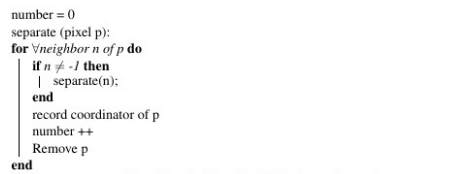 number = 0
separate (pixel p):
for ∀neighbor n of p do
if n ≠ -1 then
separate(n);
end
record coordinator of p
number ++
Remove p
end